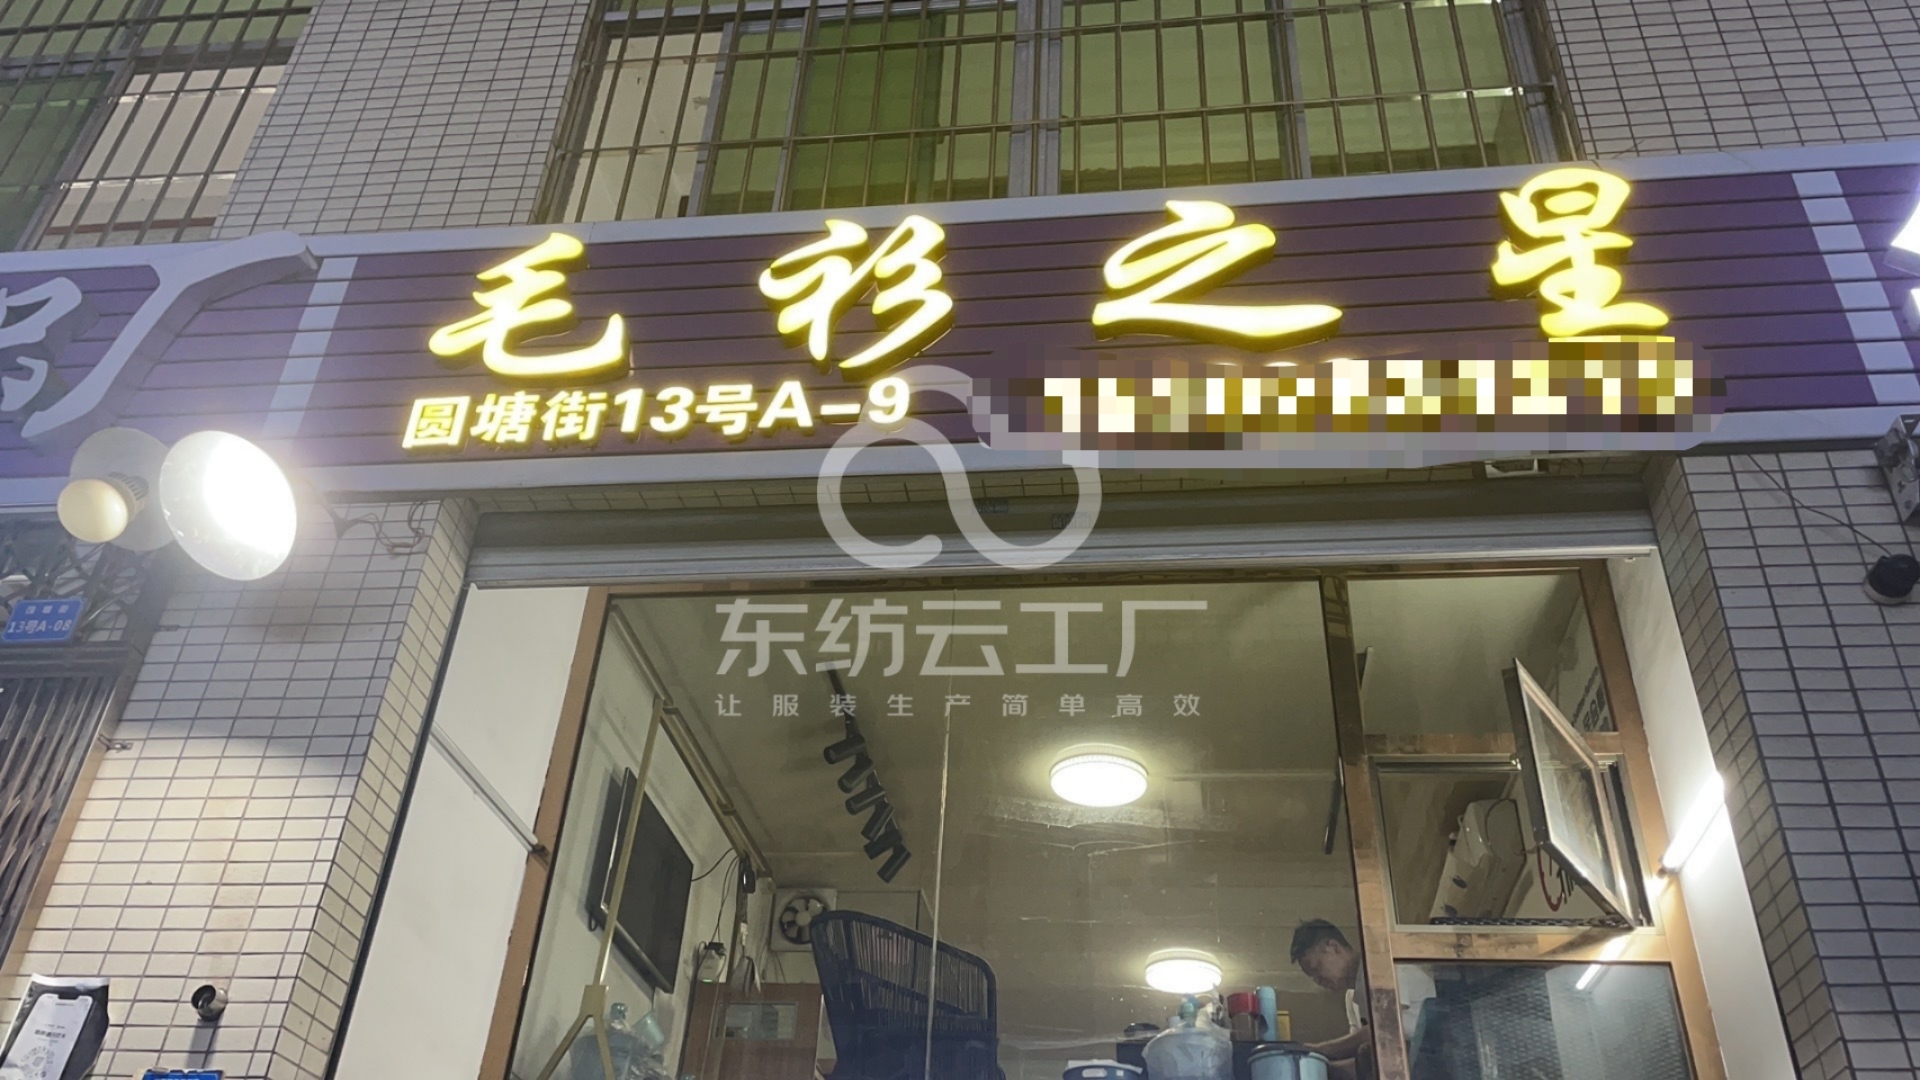 毛衫之星
圆塘街13号A-9
东纺云工厂
让服装生产简单高效
13号A-08